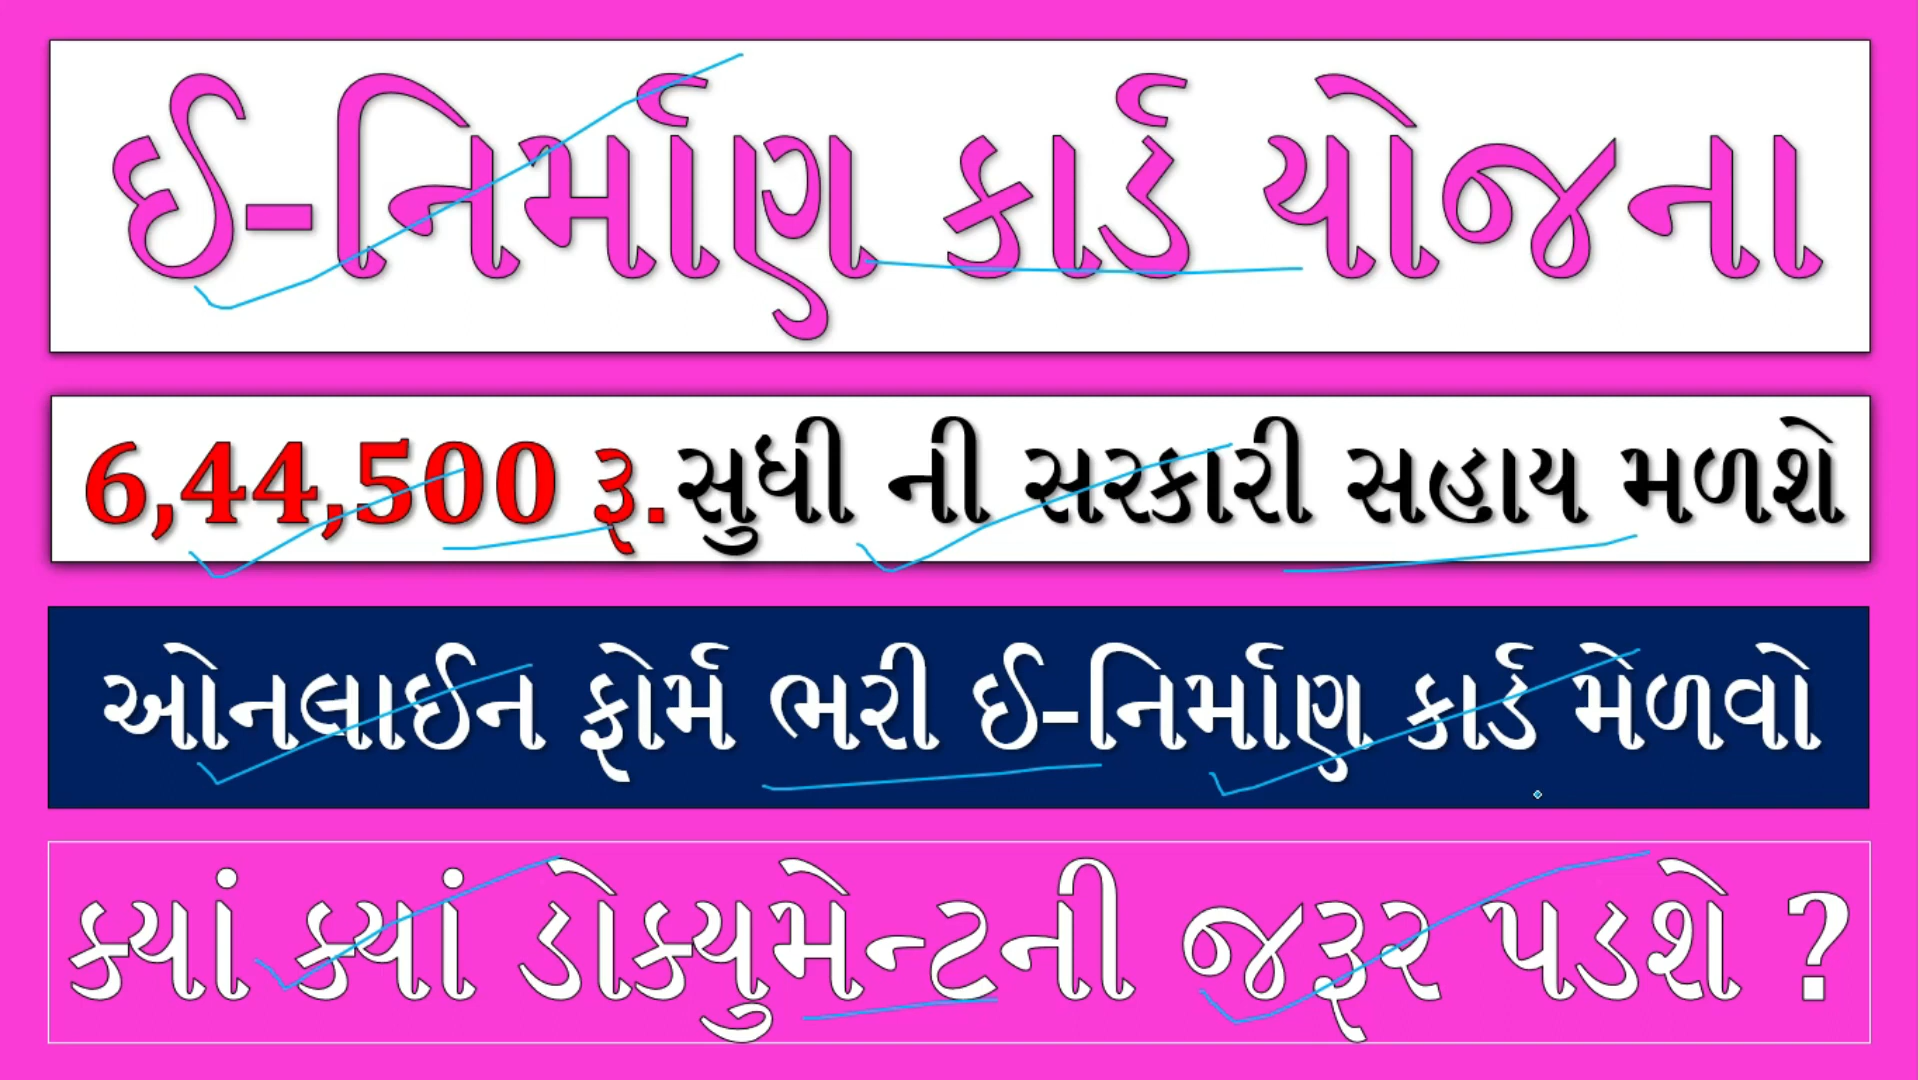 ઈ-નિર્માણ કાર્ડ યોજના
6,44,500 રૂ.સુધી ની સરકારી સહાય મળશે
ઓનલાઈન ફોર્મ ભરી ઈ-નિર્માણ કાર્ડ મેળવો
ક્યાં ક્યાં ડોક્યુમેન્ટની જરૂર પડશે ?